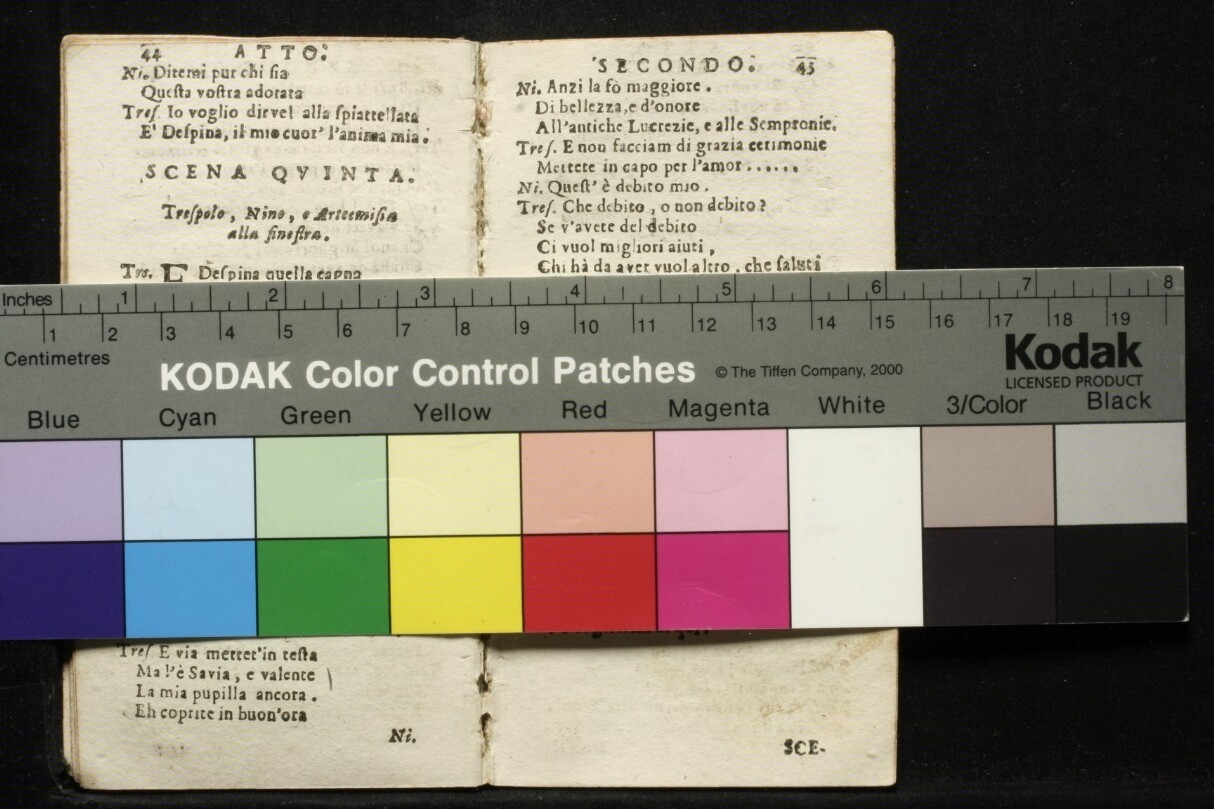 44 ATTO.
Ni. Ditemi pur chi ſia
Queſta voſtra adorata
Treſ. Io voglio dirvel alla ſpiattellata
E' Deſpina, il mio cuor' l'anima mia.
SCENA QVINTA.
Treſpolo, Nino, e Artemiſia
alla fineſtra.
Tres. E Deſpina quella
Treſ E via mettet'in teſta
Ma l'è Savia, e valente
La mia pupilla ancora.
Eh coprite in buon'ora
Ni.
SECONDO. 45
Ni. Anzi la fò maggiore.
Di bellezza, e d'onore
All'antiche Lucrezie, e alle Sempronie.
Treſ. E non facciam di grazia cerimonie
Mettete in capo per l'amor......
Ni. Queſt' è debito mio.
Treſ. Che debito, o non debito?
Se v'avete del debito
Ci vuol migliori aiuti,
Chi hà da aver vuol altro, che ſaluti
SCE-
Inches 1 2 3 4 5 6 7 8
1 2 3 4 5 6 7 8 9 10 11 12 13 14 15 16 17 18 19
Centimetres
KODAK Color Control Patches © The Tiffen Company, 2000
Kodak
LICENSED PRODUCT
Blue Cyan Green Yellow Red Magenta White 3/Color Black